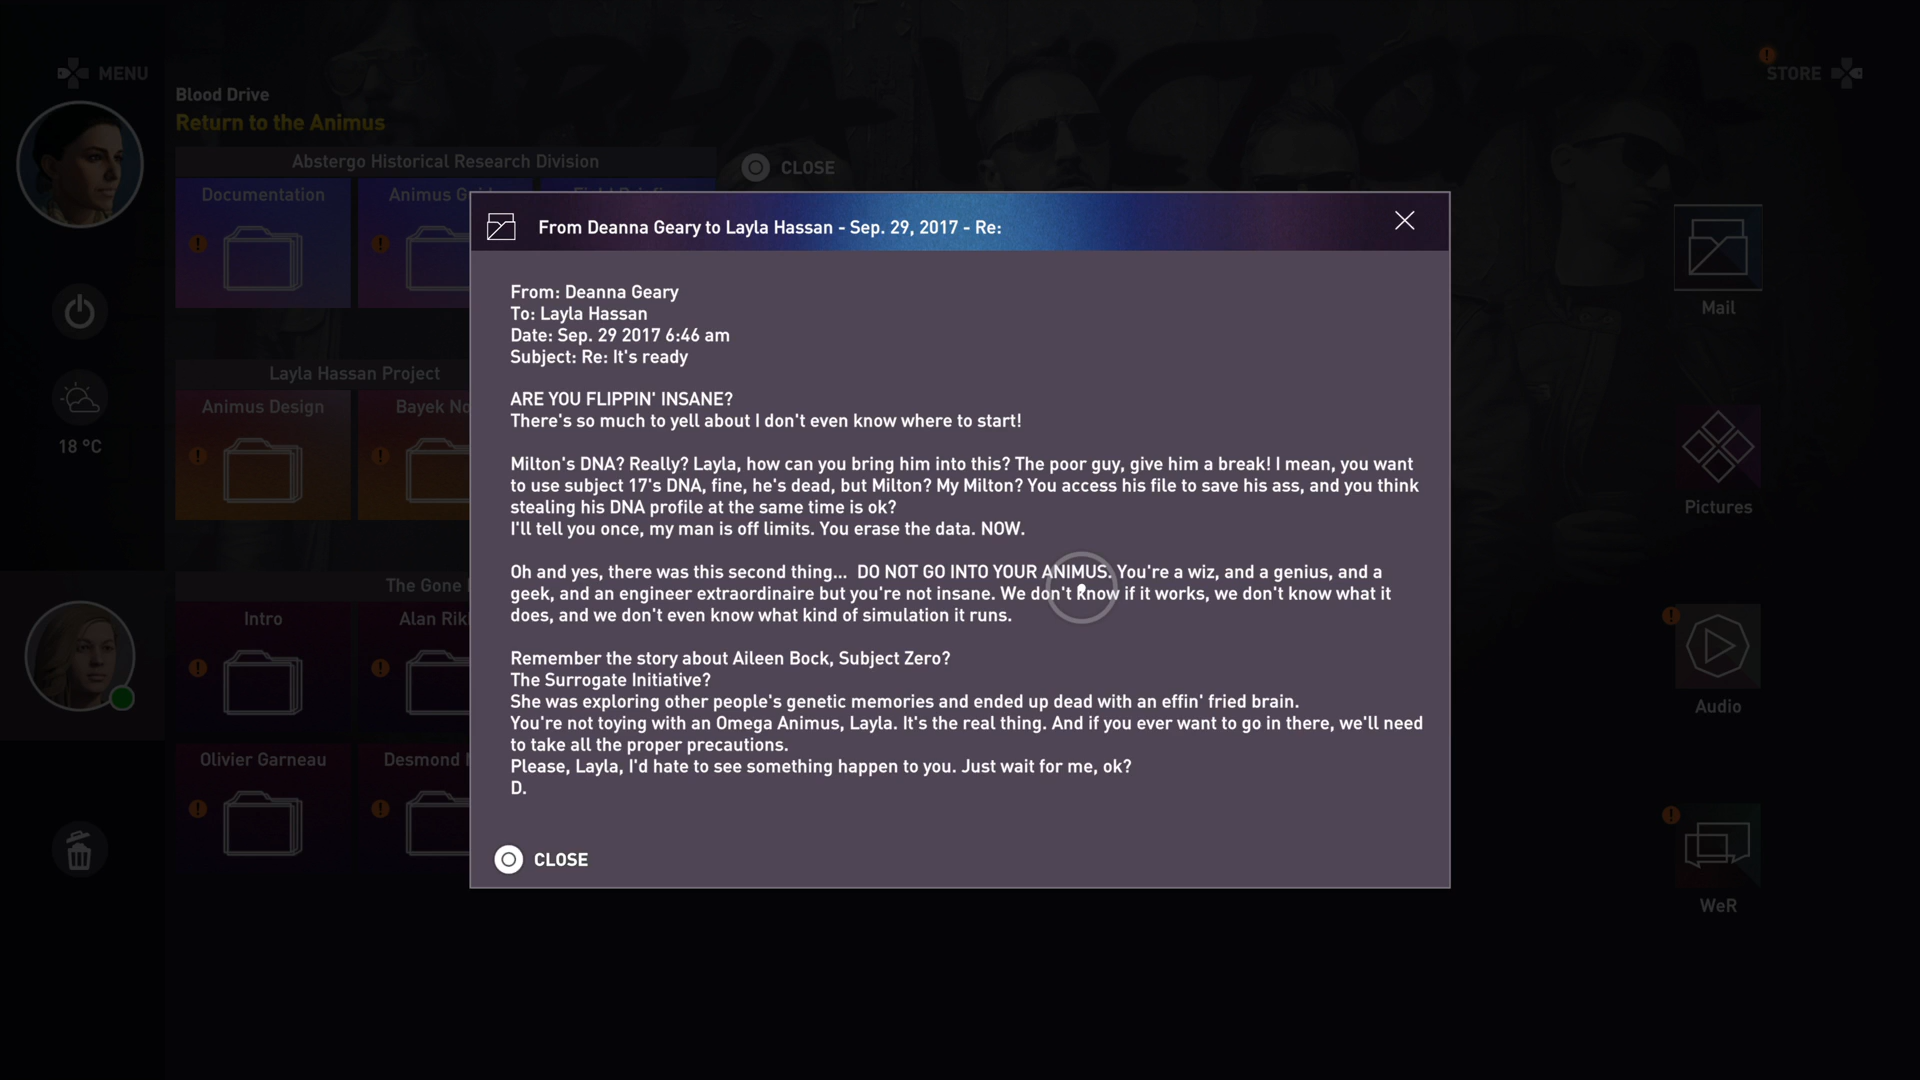 MENU
STORE
Blood Drive
Return to the Animus
Abstergo Historical Research Division
CLOSE
Documentation
Animus
From Deanna Geary to Layla Hassan - Sep. 29, 2017 - Re:
From: Deanna Geary
To: Layla Hassan
Date: Sep. 29 2017 6:46 am
Subject: Re: It's ready
ARE YOU FLIPPIN' INSANE?
There's so much to yell about I don't even know where to start!
Milton's DNA? Really? Layla, how can you bring him into this? The poor guy, give him a break! I mean, you want
to use subject 17's DNA, fine, he's dead, but Milton? My Milton? You access his file to save his ass, and you think
stealing his DNA profile at the same time is ok?
I'll tell you once, my man is off limits. You erase the data. NOW.
Oh and yes, there was this second thing... DO NOT GO INTO YOUR ANIMUS. You're a wiz, and a genius, and a
geek, and an engineer extraordinaire but you're not insane. We don't know if it works, we don't know what it
does, and we don't even know what kind of simulation it runs.
Remember the story about Aileen Bock, Subject Zero?
The Surrogate Initiative?
She was exploring other people's genetic memories and ended up dead with an effin' fried brain.
You're not toying with an Omega Animus, Layla. It's the real thing. And if you ever want to go in there, we'll need
to take all the proper precautions.
Please, Layla, I'd hate to see something happen to you. Just wait for me, ok?
D.
CLOSE
18 °C
Layla Hassan Project
Animus Design
Bayek
The Gone
Intro
Alan
Olivier Garneau
Desmond
Mail
Pictures
Audio
WeR